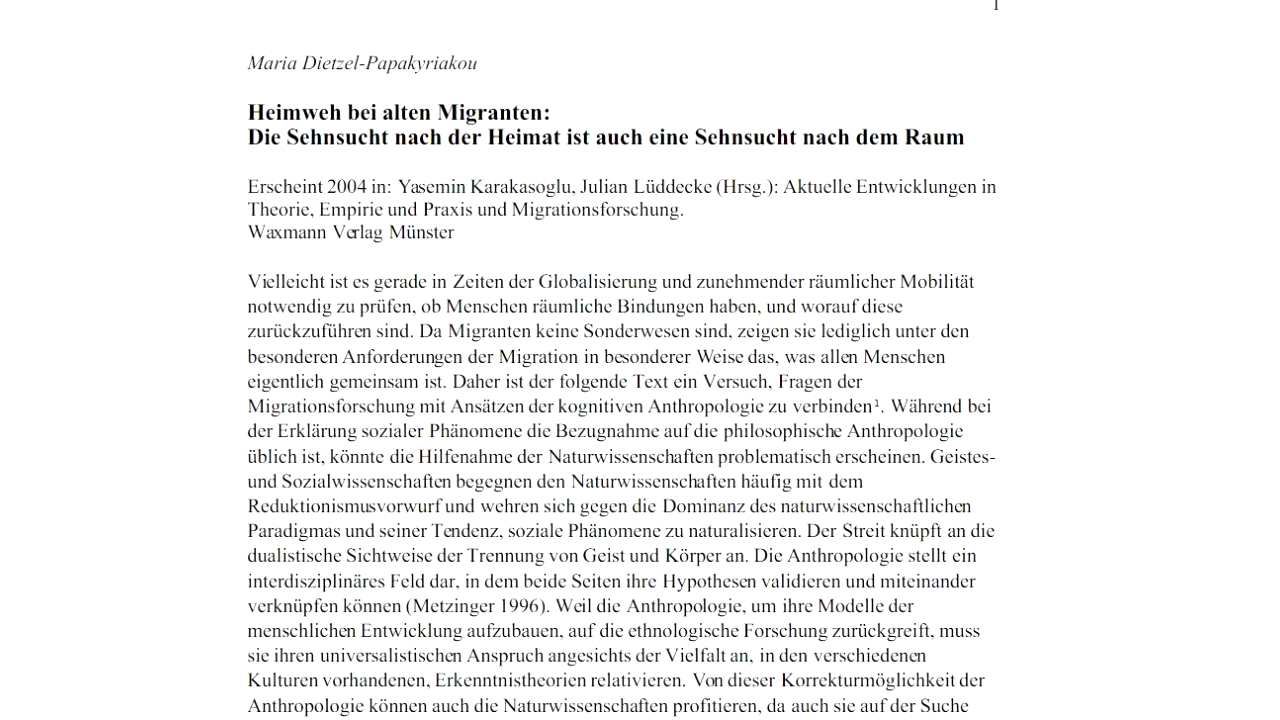 1
Maria Dietzel-Papakyriakou
Heimweh bei alten Migranten:
Die Sehnsucht nach der Heimat ist auch eine Sehnsucht nach dem Raum
Erscheint 2004 in: Yasemin Karakasoglu, Julian Lüddecke (Hrsg.): Aktuelle Entwicklungen in
Theorie, Empirie und Praxis und Migrationsforschung.
Waxmann Verlag Münster
Vielleicht ist es gerade in Zeiten der Globalisierung und zunehmender räumlicher Mobilität
notwendig zu prüfen, ob Menschen räumliche Bindungen haben, und worauf diese
zurückzuführen sind. Da Migranten keine Sonderwesen sind, zeigen sie lediglich unter den
besonderen Anforderungen der Migration in besonderer Weise das, was allen Menschen
eigentlich gemeinsam ist. Daher ist der folgende Text ein Versuch, Fragen der
Migrationsforschung mit Ansätzen der kognitiven Anthropologie zu verbinden¹. Während bei
der Erklärung sozialer Phänomene die Bezugnahme auf die philosophische Anthropologie
üblich ist, könnte die Hilfenahme der Naturwissenschaften problematisch erscheinen. Geistes-
und Sozialwissenschaften begegnen den Naturwissenschaften häufig mit dem
Reduktionismusvorwurf und wehren sich gegen die Dominanz des naturwissenschaftlichen
Paradigmas und seiner Tendenz, soziale Phänomene zu naturalisieren. Der Streit knüpft an die
dualistische Sichtweise der Trennung von Geist und Körper an. Die Anthropologie stellt ein
interdisziplinäres Feld dar, in dem beide Seiten ihre Hypothesen validieren und miteinander
verknüpfen können (Metzinger 1996). Weil die Anthropologie, um ihre Modelle der
menschlichen Entwicklung aufzubauen, auf die ethnologische Forschung zurückgreift, muss
sie ihren universalistischen Anspruch angesichts der Vielfalt an, in den verschiedenen
Kulturen vorhandenen, Erkenntnistheorien relativieren. Von dieser Korrekturmöglichkeit der
Anthropologie können auch die Naturwissenschaften profitieren, da auch sie auf der Suche